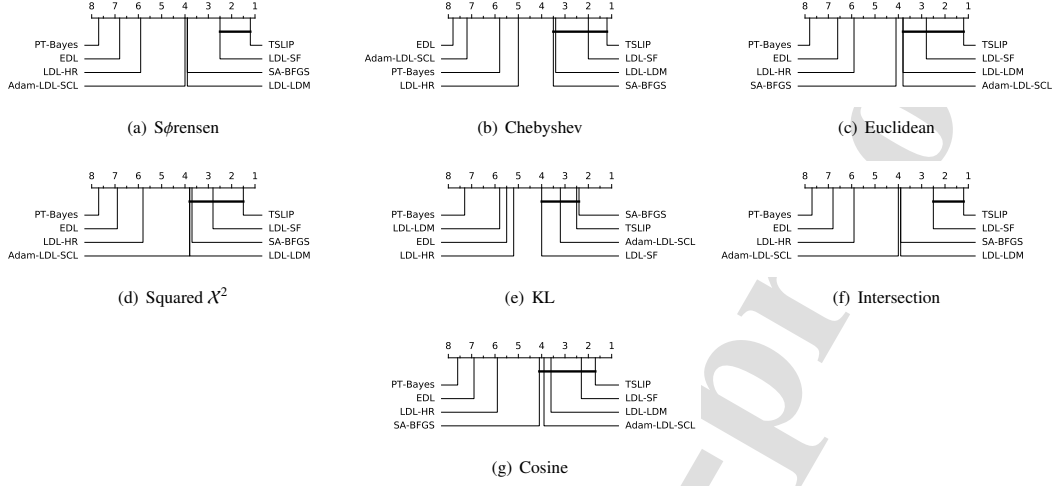 8 7 6 5 4 3 2 1
PT-Bayes
EDL
LDL-HR
Adam-LDL-SCL
TSLIP
LDL-SF
SA-BFGS
LDL-LDM
(a) Sϕrensen
8 7 6 5 4 3 2 1
EDL
Adam-LDL-SCL
PT-Bayes
LDL-HR
TSLIP
LDL-SF
LDL-LDM
SA-BFGS
(b) Chebyshev
8 7 6 5 4 3 2 1
PT-Bayes
EDL
LDL-HR
SA-BFGS
TSLIP
LDL-SF
LDL-LDM
Adam-LDL-SCL
(c) Euclidean
8 7 6 5 4 3 2 1
PT-Bayes
EDL
LDL-HR
Adam-LDL-SCL
TSLIP
LDL-SF
SA-BFGS
LDL-LDM
(d) Squared 𝒳²
8 7 6 5 4 3 2 1
PT-Bayes
LDL-LDM
EDL
LDL-HR
SA-BFGS
TSLIP
Adam-LDL-SCL
LDL-SF
(e) KL
8 7 6 5 4 3 2 1
PT-Bayes
EDL
LDL-HR
Adam-LDL-SCL
TSLIP
LDL-SF
SA-BFGS
LDL-LDM
(f) Intersection
8 7 6 5 4 3 2 1
PT-Bayes
EDL
LDL-HR
SA-BFGS
TSLIP
LDL-SF
LDL-LDM
Adam-LDL-SCL
(g) Cosine